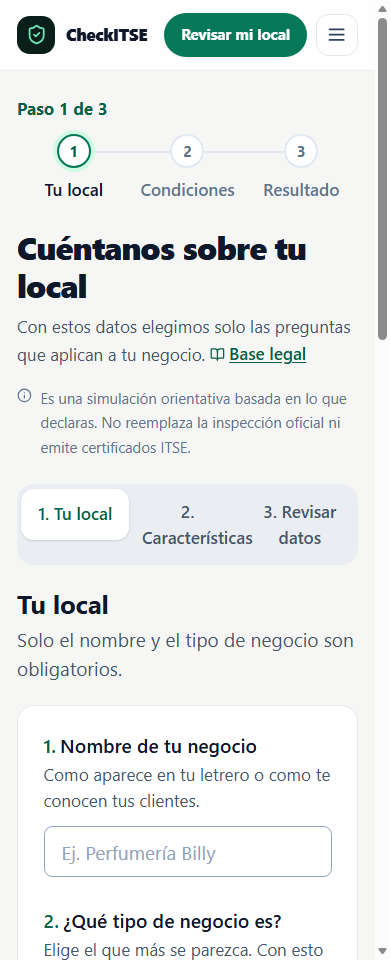 CheckITSE
Revisar mi local
Paso 1 de 3
1
2
3
Tu local
Condiciones
Resultado
Cuéntanos sobre tu
local
Con estos datos elegimos solo las preguntas
que aplican a tu negocio. Base legal
Es una simulación orientativa basada en lo que
declaras. No reemplaza la inspección oficial ni
emite certificados ITSE.
1. Tu local
2.
Características
3. Revisar
datos
Tu local
Solo el nombre y el tipo de negocio son
obligatorios.
1. Nombre de tu negocio
Como aparece en tu letrero o como te
conocen tus clientes.
Ej. Perfumería Billy
2. ¿Qué tipo de negocio es?
Elige el que más se parezca. Con esto